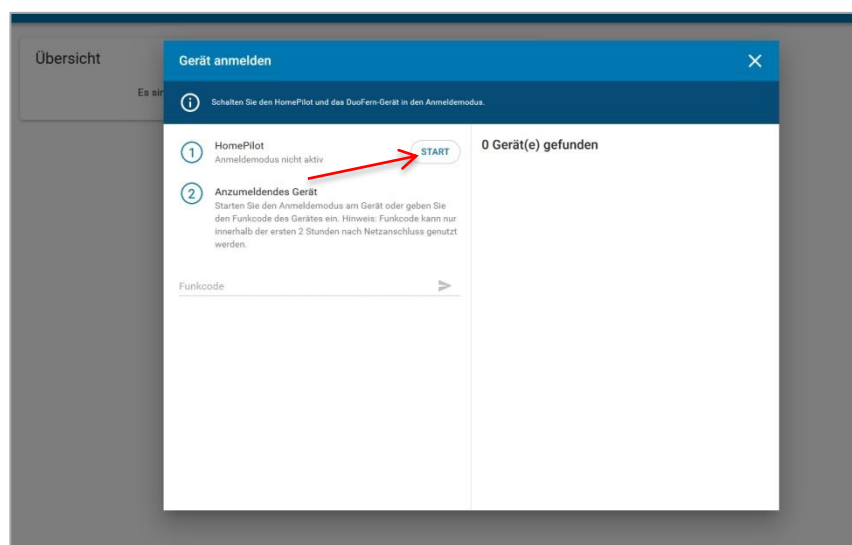 Übersicht
Es sin
Gerät anmelden
Schalten Sie den HomePilot und das DuoFern-Gerät in den Anmeldemodus.
1
HomePilot
START
Anmeldemodus nicht aktiv
2
Anzumeldendes Gerät
Starten Sie den Anmeldemodus am Gerät oder geben Sie
den Funkcode des Gerätes ein. Hinweis: Funkcode kann nur
innerhalb der ersten 2 Stunden nach Netzanschluss genutzt
werden.
Funkcode
0 Gerät(e) gefunden